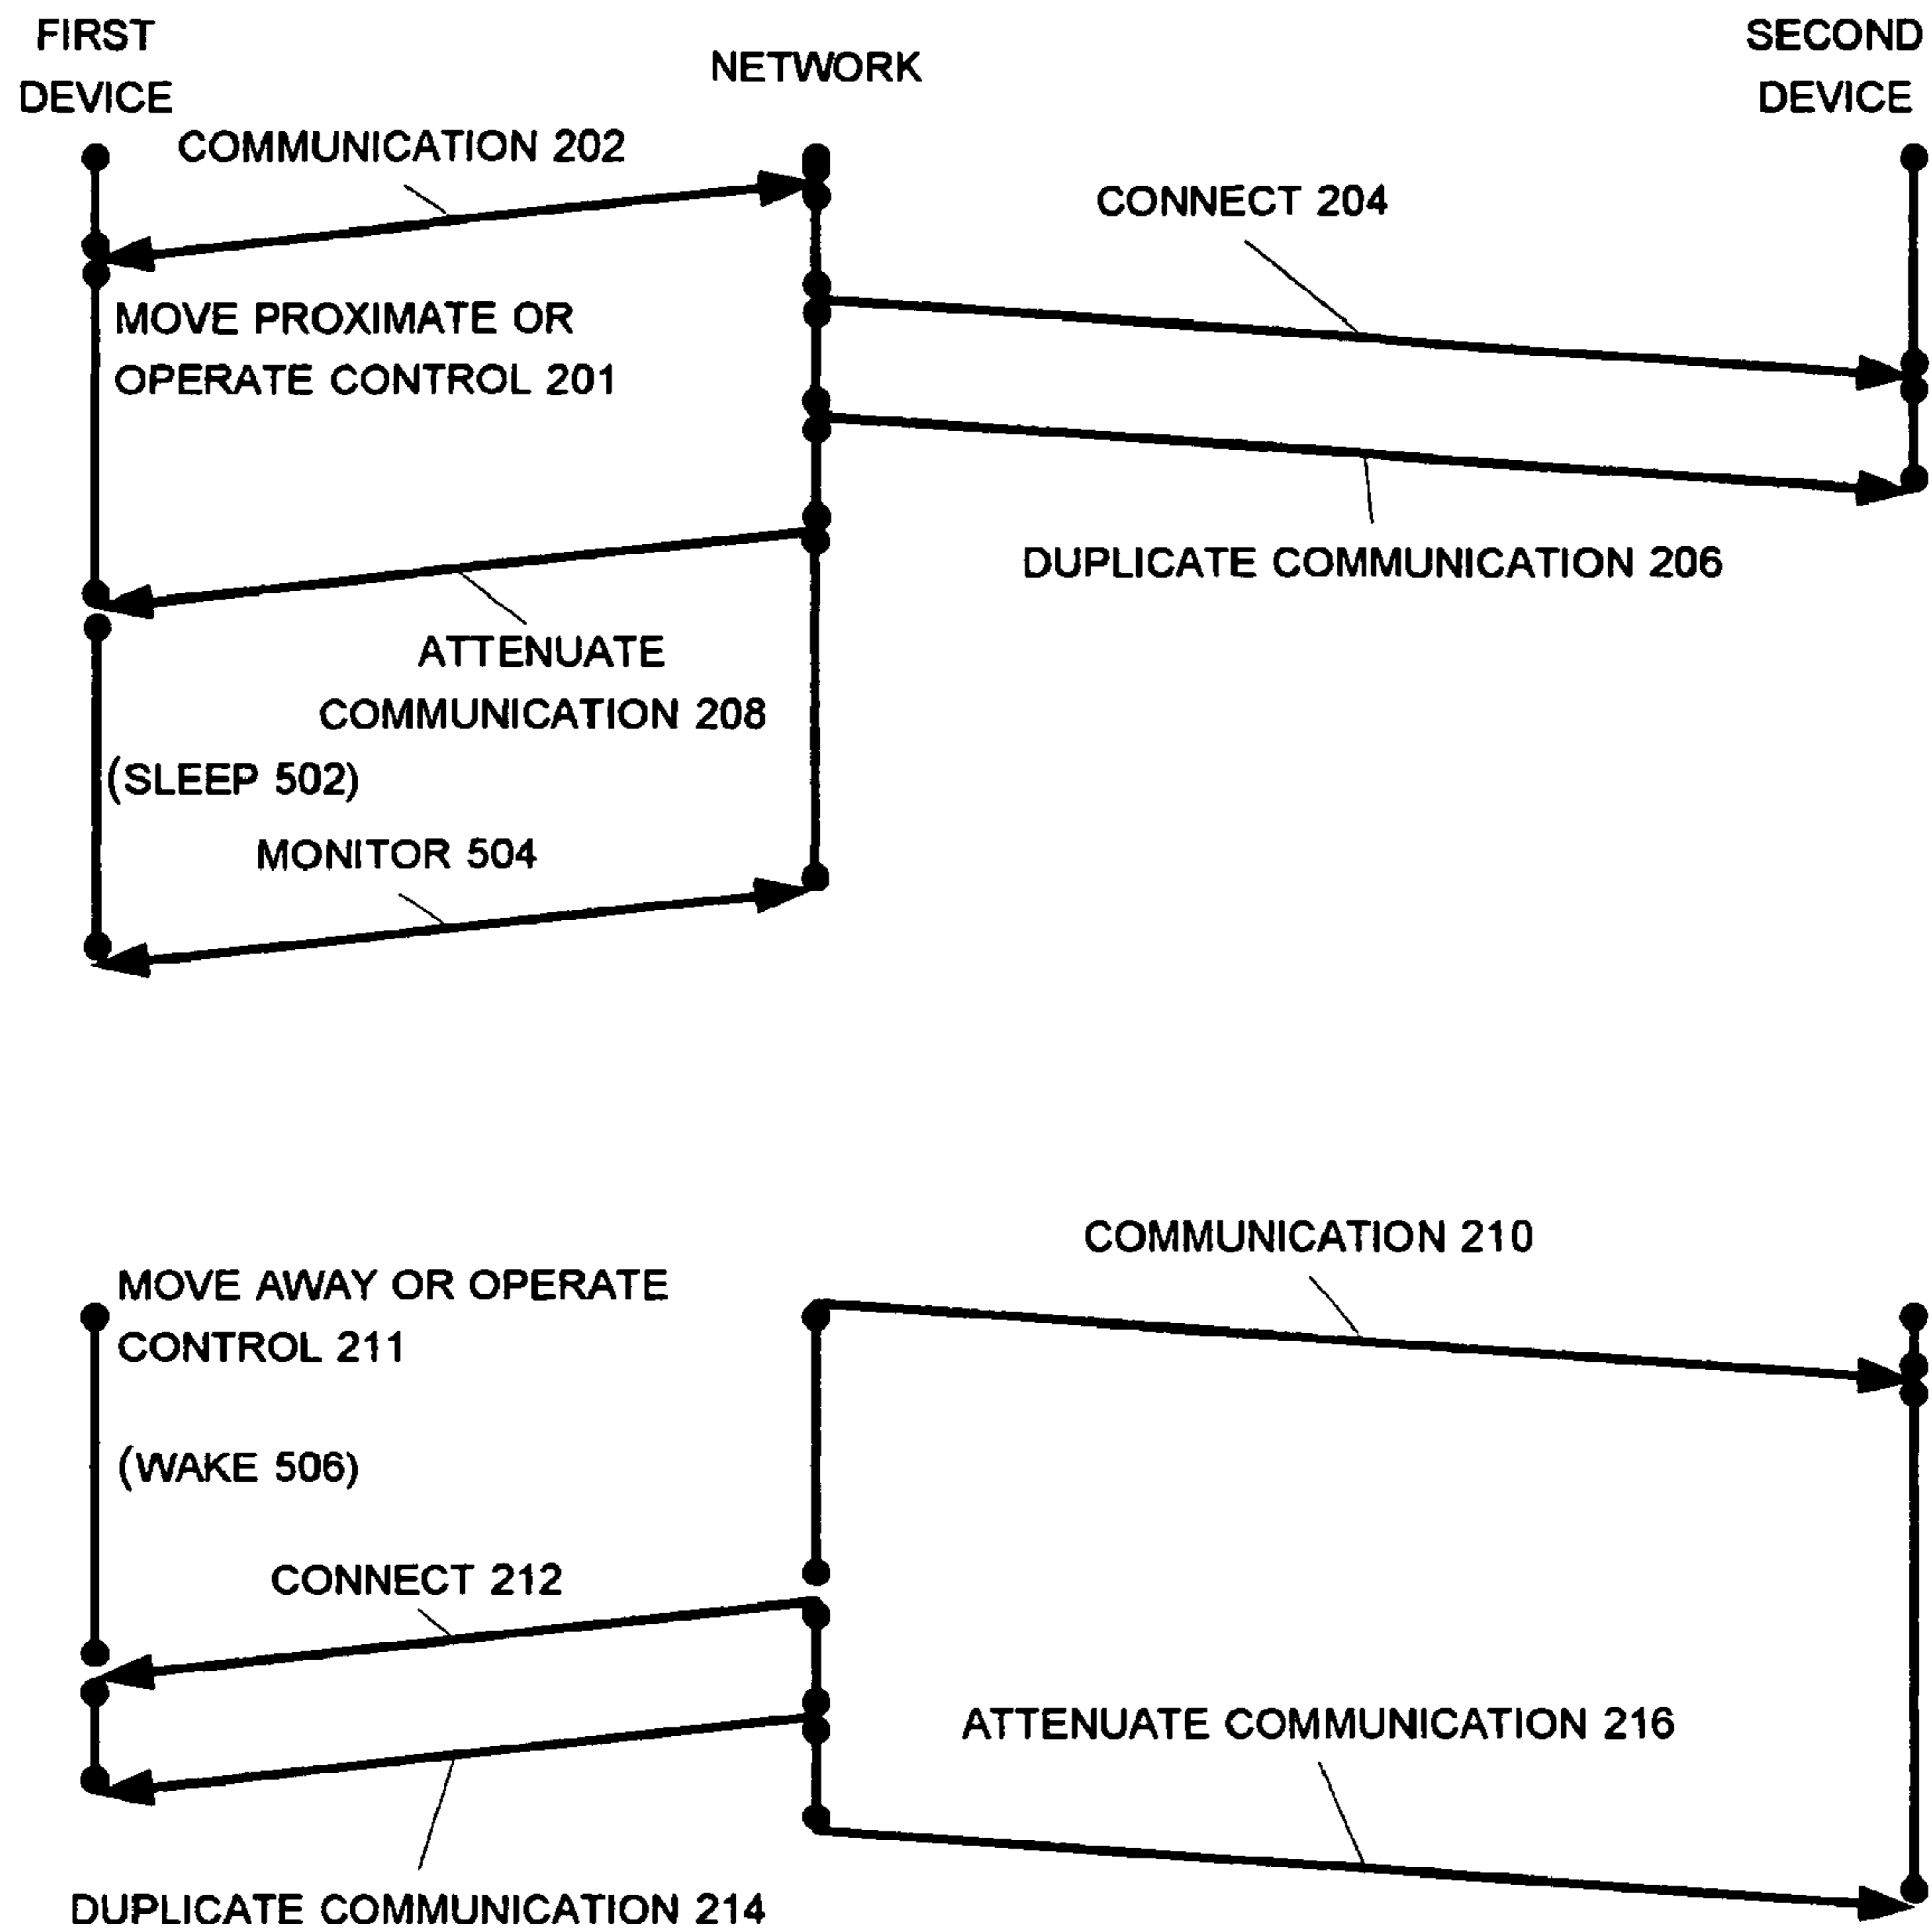 FIRST
DEVICE
NETWORK
SECOND
DEVICE
COMMUNICATION 202
CONNECT 204
MOVE PROXIMATE OR
OPERATE CONTROL 201
DUPLICATE COMMUNICATION 206
ATTENUATE
COMMUNICATION 208
(SLEEP 502)
MONITOR 504
COMMUNICATION 210
MOVE AWAY OR OPERATE
CONTROL 211
(WAKE 506)
CONNECT 212
ATTENUATE COMMUNICATION 216
DUPLICATE COMMUNICATION 214